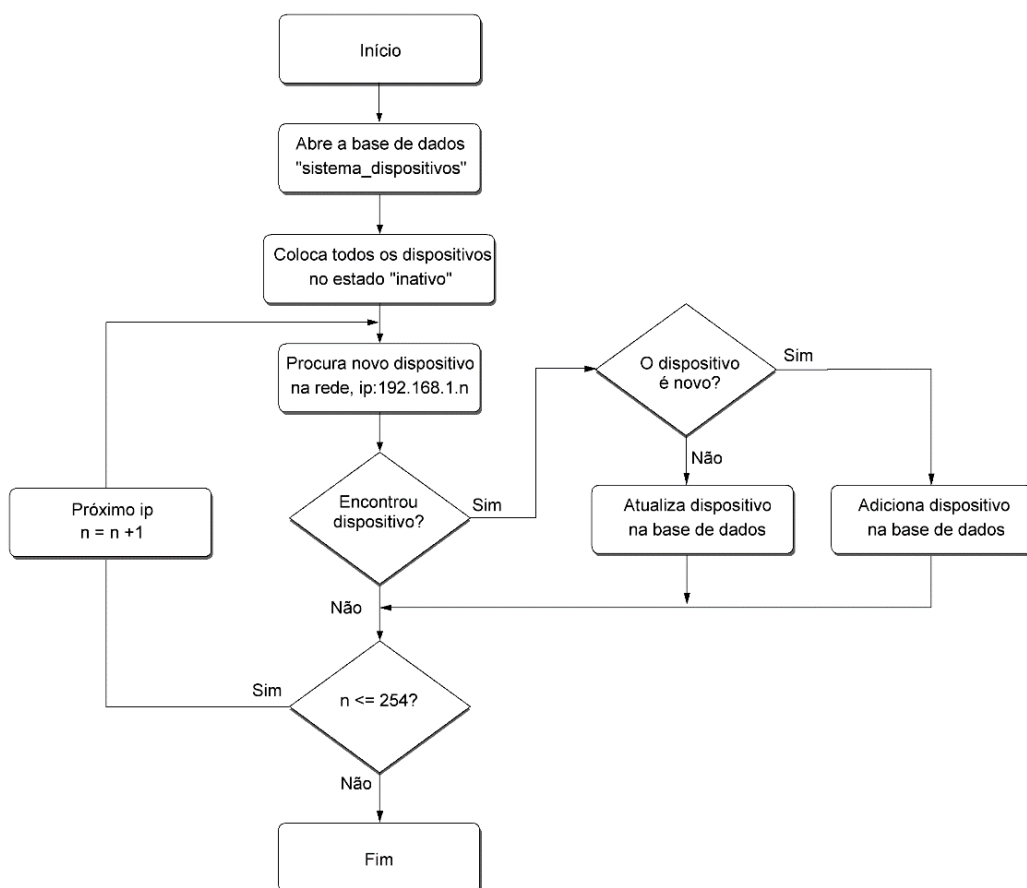 Início
Abre a base de dados
"sistema_dispositivos"
Coloca todos os dispositivos
no estado "inativo"
Procura novo dispositivo
na rede, ip:192.168.1.n
O dispositivo
é novo?
Sim
Não
Encontrou
dispositivo?
Sim
Atualiza dispositivo
na base de dados
Adiciona dispositivo
na base de dados
Próximo ip
n = n +1
Não
n <= 254?
Sim
Não
Fim